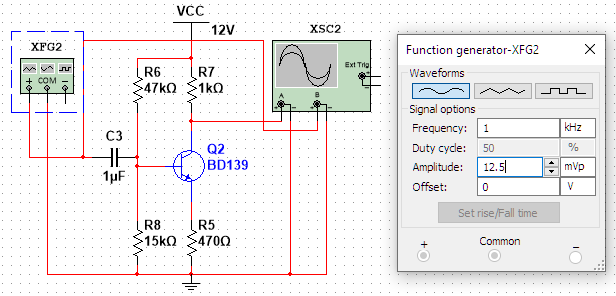 VCC
12V
XFG2
COM
XSC2
Ext Trig
A
B
R6
47kΩ
R7
1kΩ
C3
1µF
Q2
BD139
R8
15kΩ
R5
470Ω
Function generator-XFG2
Waveforms
Signal options
Frequency: 1 kHz
Duty cycle: 50 %
Amplitude: 12.5 mVp
Offset: 0 V
Set rise/Fall time
+ Common −